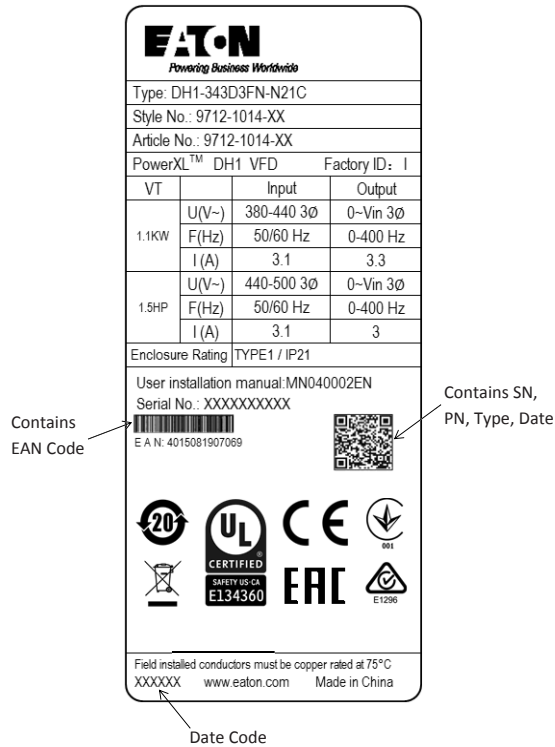 EATON
Powering Business Worldwide
Type: DH1-343D3FN-N21C
Style No.: 9712-1014-XX
Article No.: 9712-1014-XX
PowerXL™ DH1 VFD Factory ID: I
VT Input Output
1.1KW U(V~) 380-440 3Ø 0~Vin 3Ø
F(Hz) 50/60 Hz 0-400 Hz
I (A) 3.1 3.3
1.5HP U(V~) 440-500 3Ø 0~Vin 3Ø
F(Hz) 50/60 Hz 0-400 Hz
I (A) 3.1 3
Enclosure Rating TYPE1 / IP21
User installation manual:MN040002EN
Serial No.: XXXXXXXXXX
Contains
EAN Code
E A N: 4015081907069
Contains SN,
PN, Type, Date
20
UL
®
CERTIFIED
SAFETY US-CA
E134360
CE
001
EAC
E1296
Field installed conductors must be copper rated at 75°C
XXXXXX www.eaton.com Made in China
Date Code